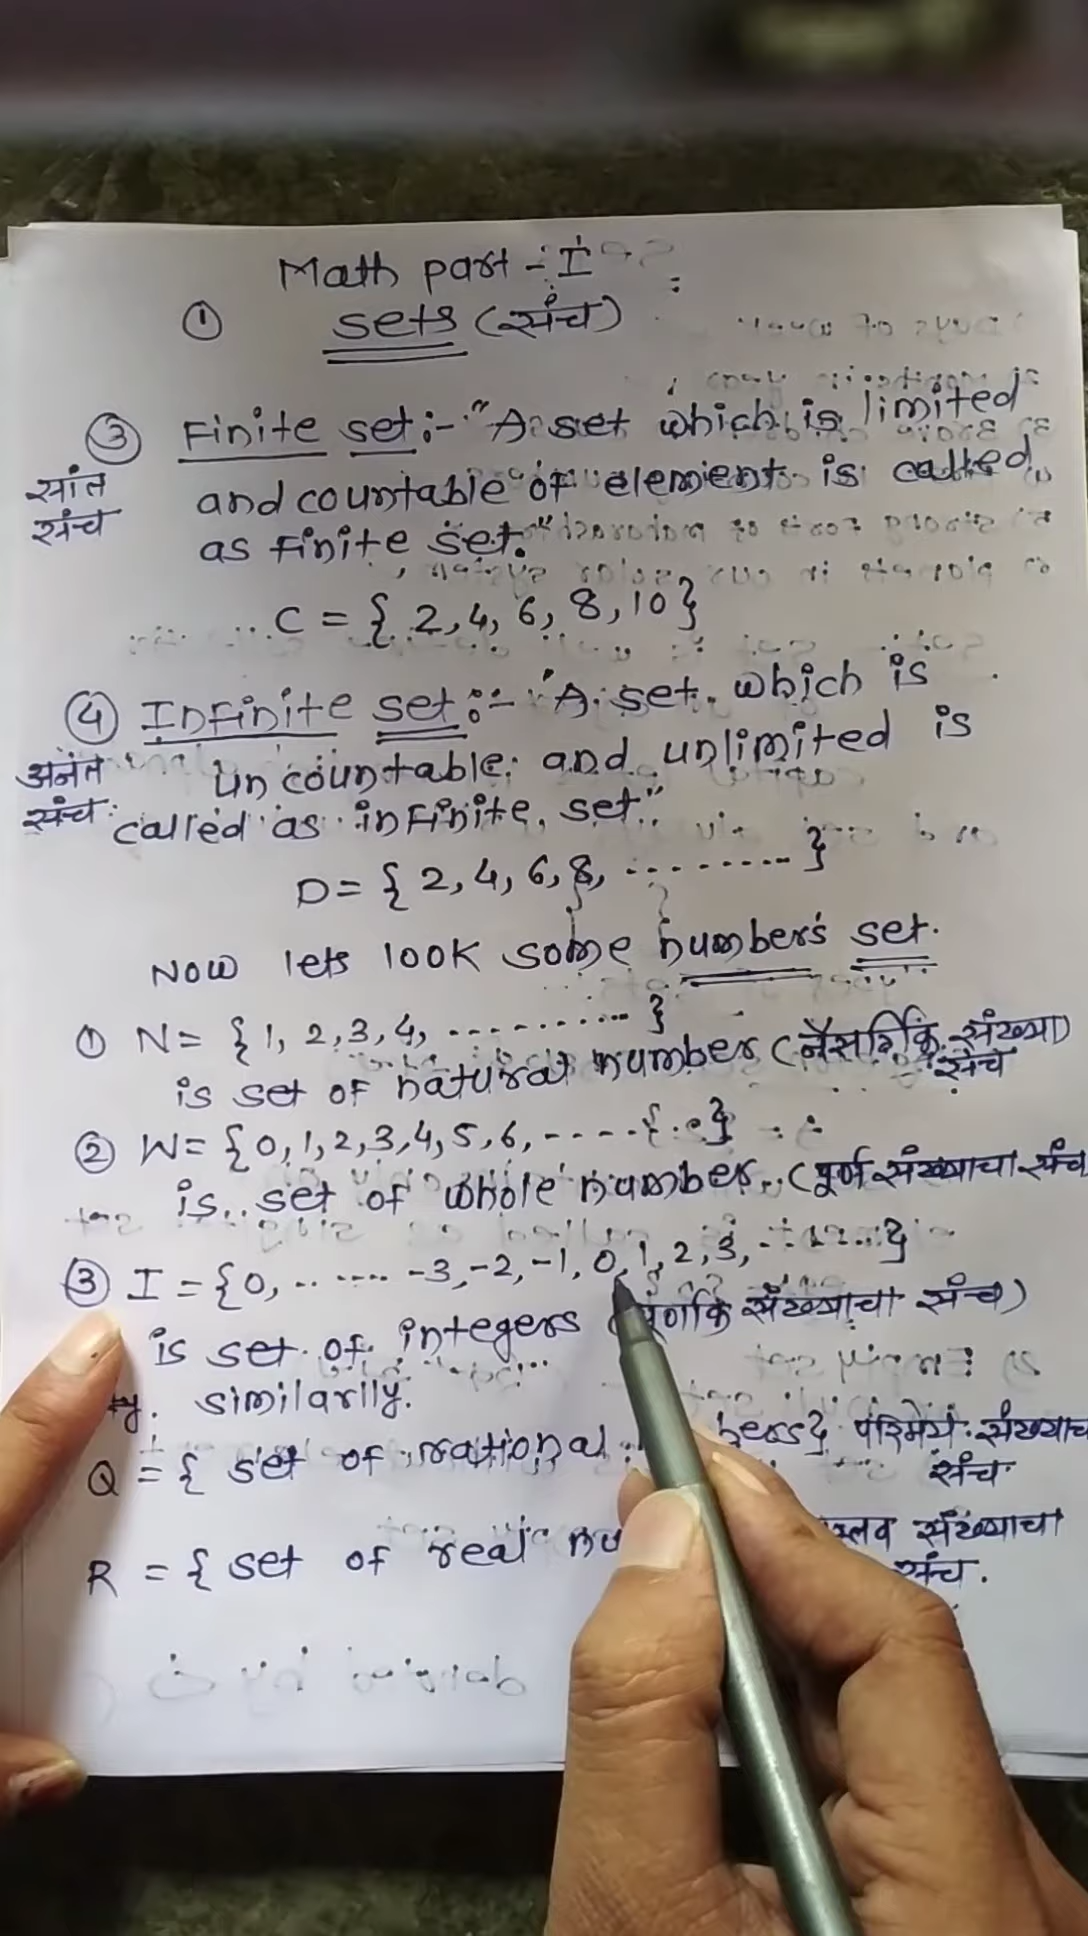 Math part - I
① sets (संच)
③ Finite set :- "A set which is limited
सांत and countable of element is called
संच as finite set."
C = { 2, 4, 6, 8, 10}
④ Infinite set :- "A set which is
अनंत uncountable and unlimited is
संच called as infinite set."
D = { 2, 4, 6, 8, ......... }
Now lets look some numbers set.
① N = {1, 2, 3, 4, .......... }
is set of natural number (नैसर्गिक संख्या)
संच
② W = {0, 1, 2, 3, 4, 5, 6, ---- }
is set of whole number (पूर्ण संख्याचा संच
③ I = {0, ...... -3, -2, -1, 0, 1, 2, 3, ....... }
is set of integers संख्याचा संच)
similarlly.
Q = { set of rational bers} परिमेय संख्याच
संच
R = { set of real nu संख्याचा
संच.